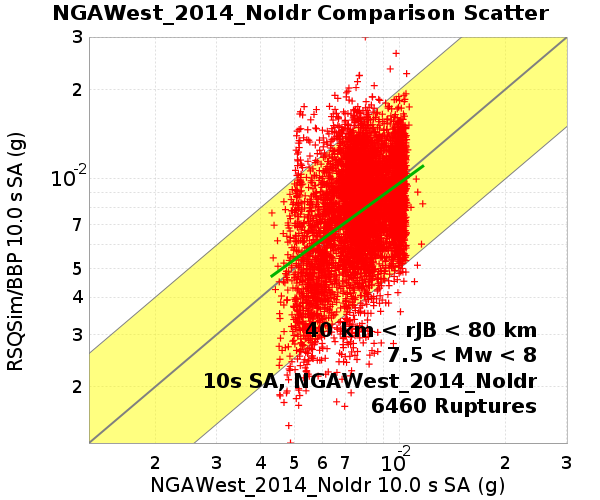 NGAWest_2014_NoIdr Comparison Scatter
RSQSim/BBP 10.0 s SA (g)
3
2
10-2
7
5
4
3
2
40 km < rJB < 80 km
7.5 < Mw < 8
10s SA, NGAWest_2014_NoIdr
6460 Ruptures
2 3 4 5 6 7 10-2 2 3
NGAWest_2014_NoIdr 10.0 s SA (g)